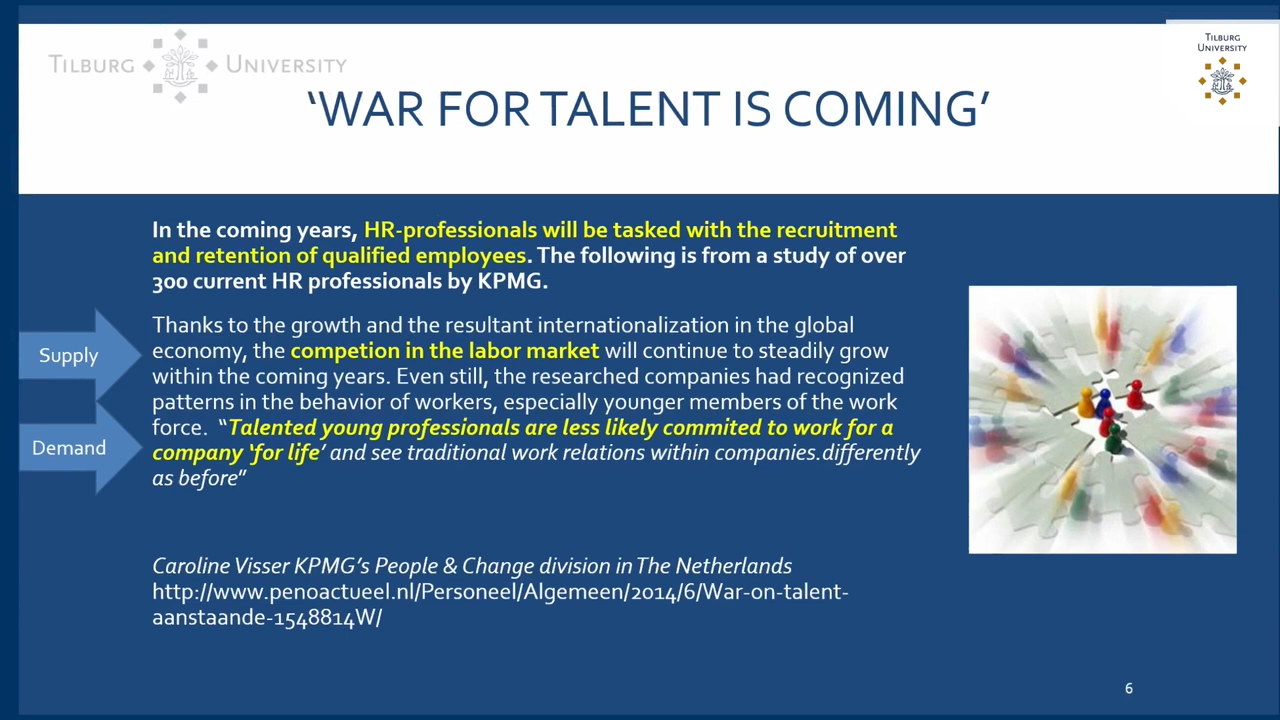 TILBURG UNIVERSITY
TILBURG
UNIVERSITY
‘WAR FOR TALENT IS COMING’
In the coming years, HR-professionals will be tasked with the recruitment
and retention of qualified employees. The following is from a study of over
300 current HR professionals by KPMG.
Supply
Thanks to the growth and the resultant internationalization in the global
economy, the competion in the labor market will continue to steadily grow
within the coming years. Even still, the researched companies had recognized
patterns in the behavior of workers, especially younger members of the work
force. “Talented young professionals are less likely commited to work for a
company ‘for life’ and see traditional work relations within companies.differently
as before”
Demand
Caroline Visser KPMG’s People & Change division in The Netherlands
http://www.penoactueel.nl/Personeel/Algemeen/2014/6/War-on-talent-
aanstaande-1548814W/
6